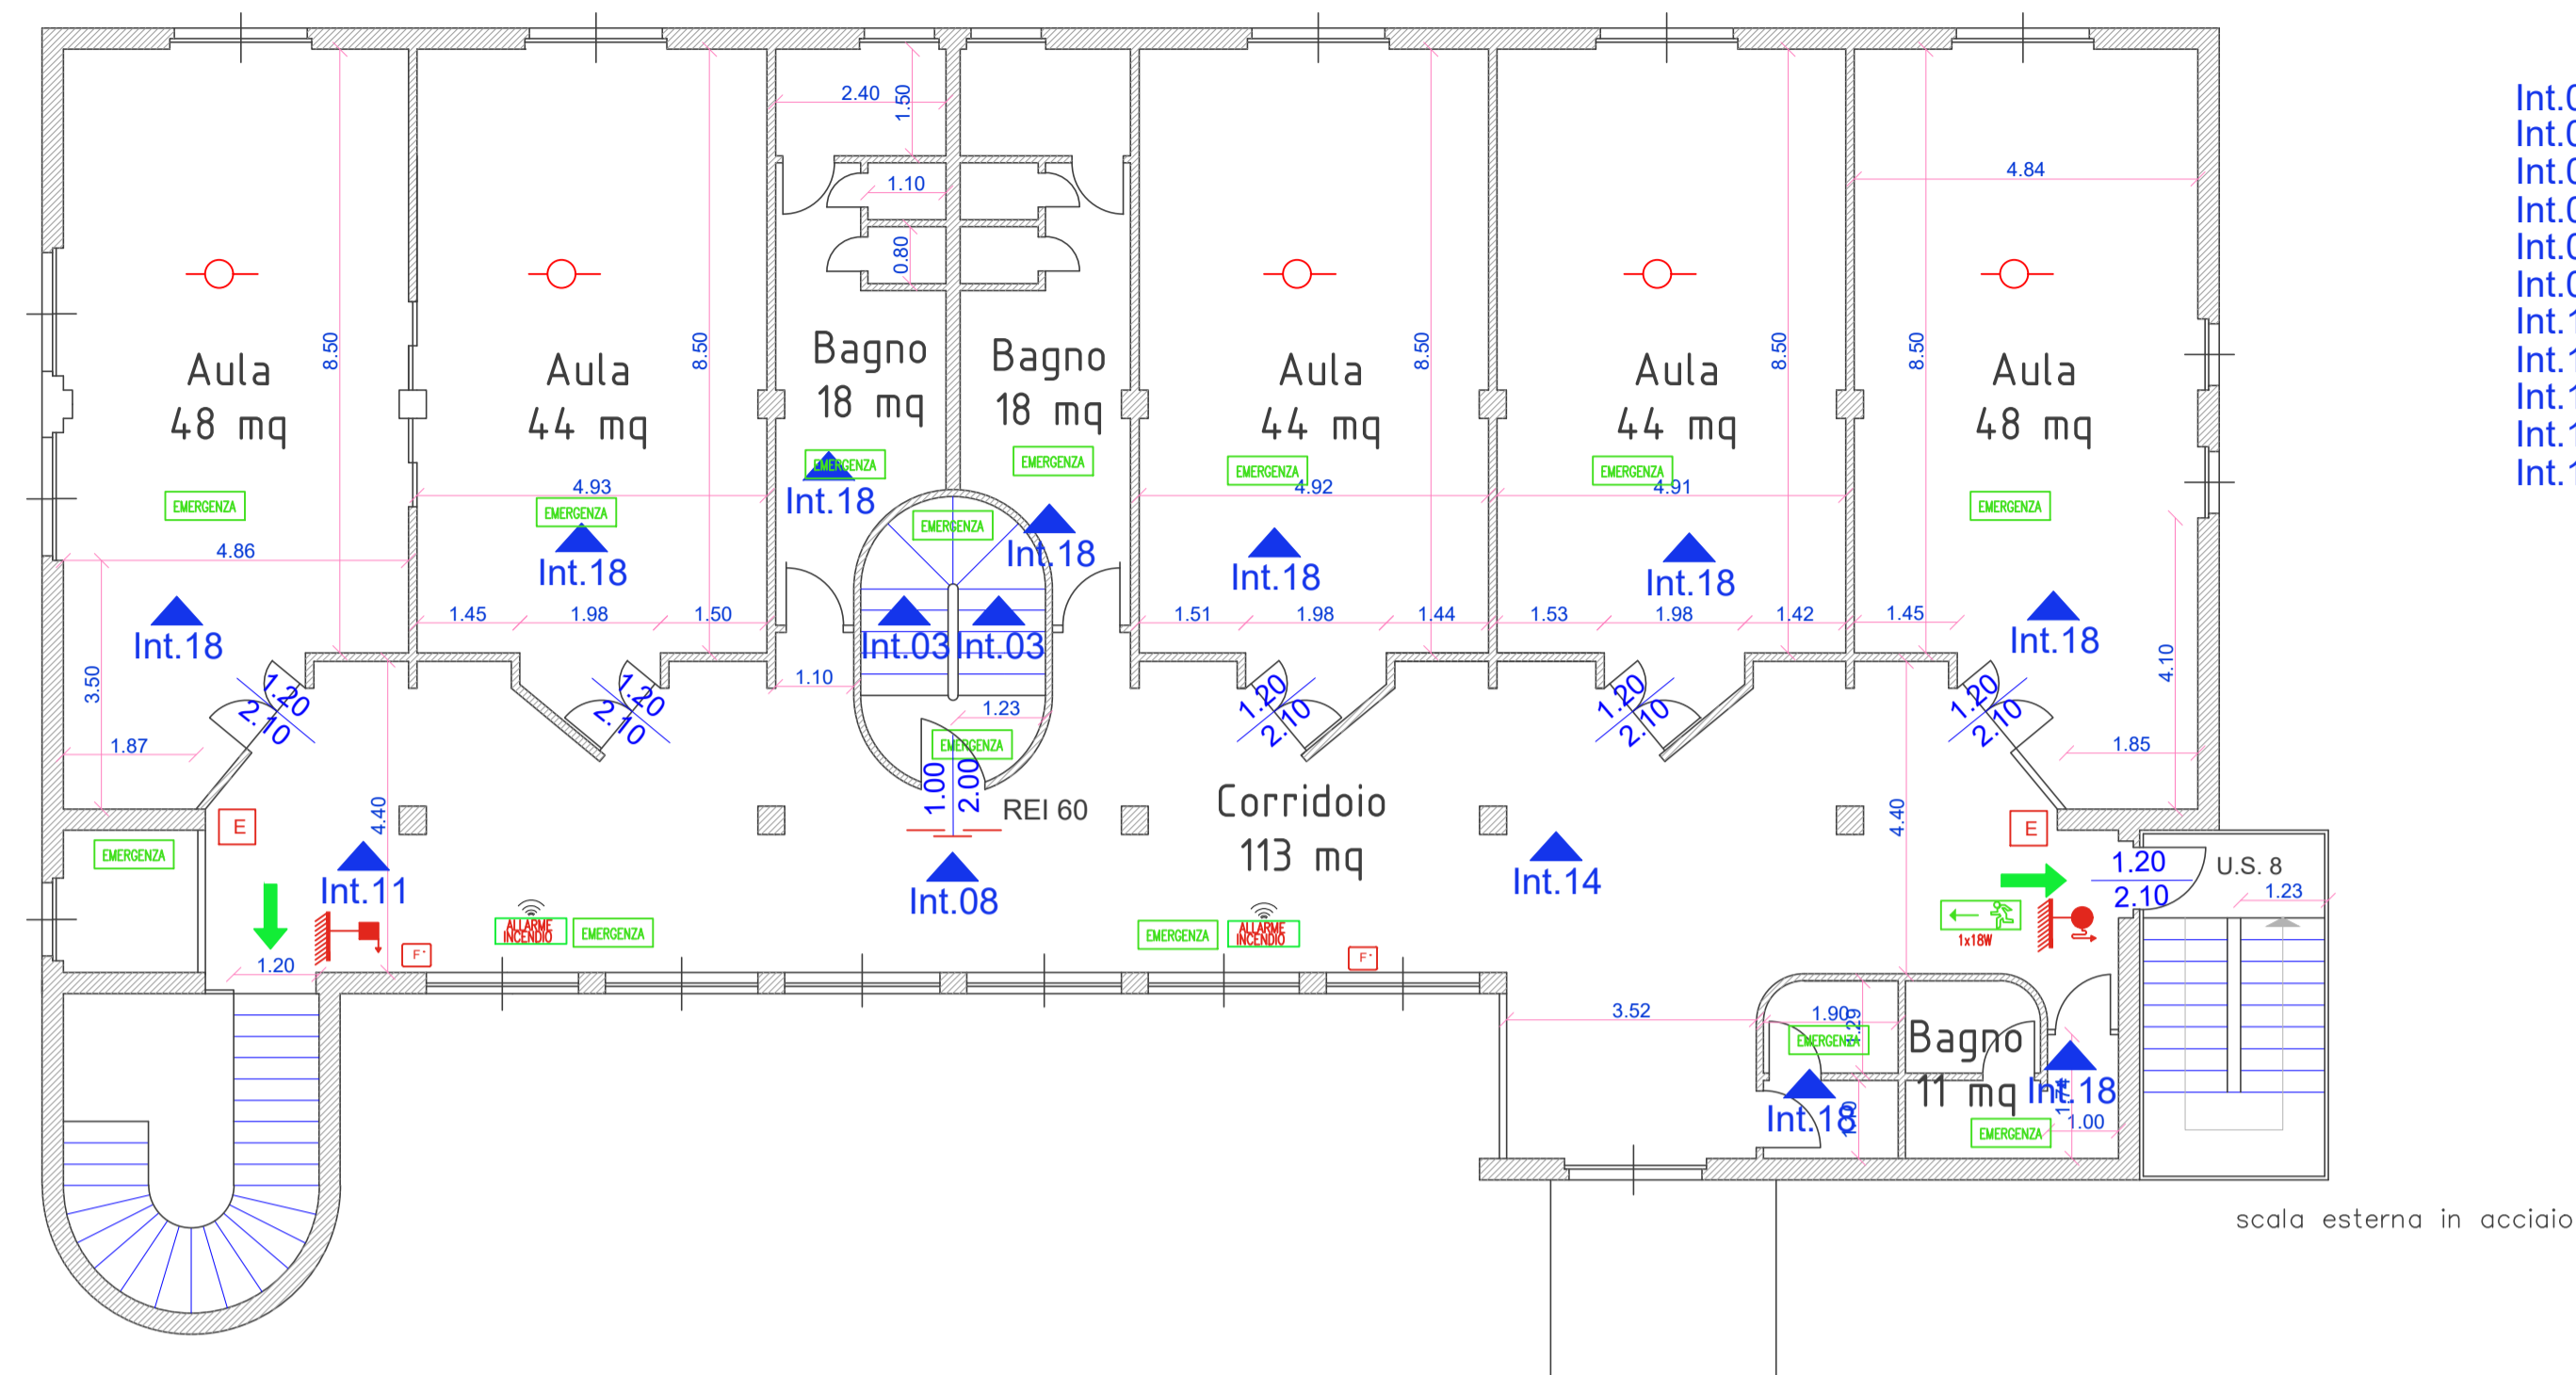 2.40
1.50
1.10
0.80
4.84
8.50
8.50
8.50
8.50
8.50
Aula
48 mq
Aula
44 mq
Bagno
18 mq
Bagno
18 mq
Aula
44 mq
Aula
44 mq
Aula
48 mq
EMERGENZA
EMERGENZA
EMERGENZA
EMERGENZA
EMERGENZA
EMERGENZA
EMERGENZA
EMERGENZA
4.93
4.92
4.91
4.86
Int.18
Int.18
Int.18
Int.18
Int.18
Int.18
Int.18
Int.03
Int.03
1.45
1.98
1.50
1.51
1.98
1.44
1.53
1.98
1.42
1.45
3.50
1.87
4.10
1.85
1.10
1.23
1.20
2.10
1.20
2.10
1.20
2.10
1.20
2.10
1.20
2.10
EMERGENZA
1.00
2.00
REI 60
Corridoio
113 mq
4.40
4.40
E
E
EMERGENZA
Int.11
Int.08
Int.14
1.20
2.10
U.S. 8
1.23
ALLARME
INCENDIO
EMERGENZA
EMERGENZA
ALLARME
INCENDIO
F
F
1x18W
1.20
3.52
1.90
1.29
EMERGENZA
Bagno
11 mq
Int.18
Int.18
1.74
1.00
EMERGENZA
scala esterna in acciaio